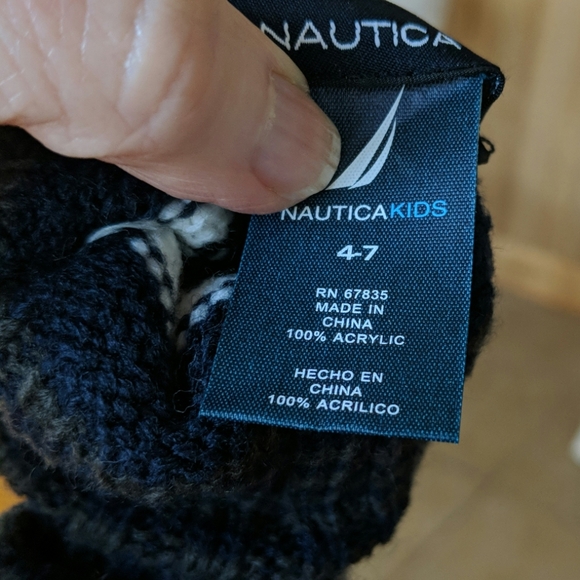 NAUTICA
NAUTICAKIDS
4-7
RN 67835
MADE IN
CHINA
100% ACRYLIC
HECHO EN
CHINA
100% ACRILICO